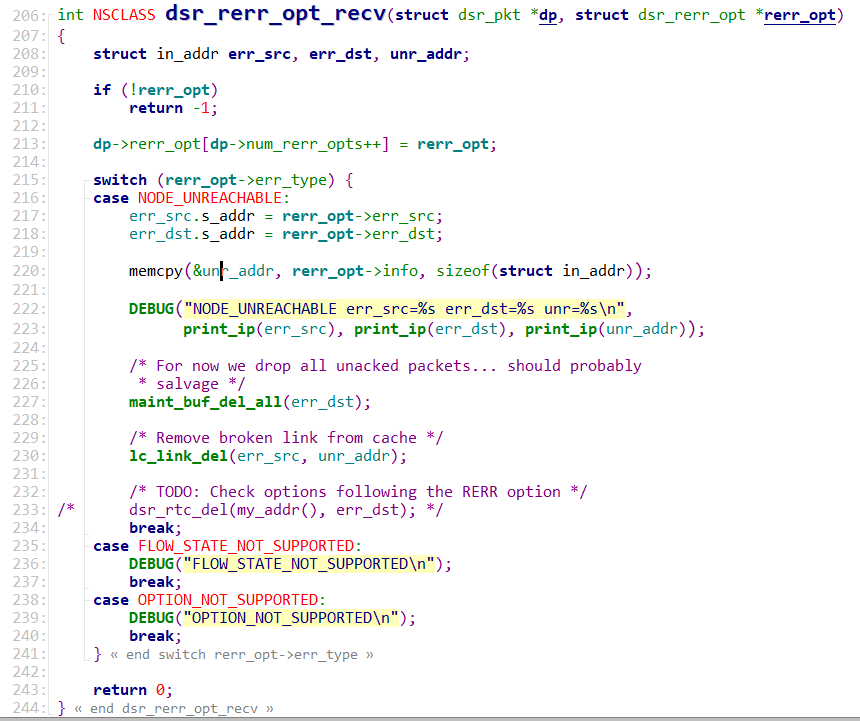 206: int NSCLASS dsr_rerr_opt_recv(struct dsr_pkt *dp, struct dsr_rerr_opt *rerr_opt)
207: {
208:     struct in_addr err_src, err_dst, unr_addr;
209:
210:     if (!rerr_opt)
211:         return -1;
212:
213:     dp->rerr_opt[dp->num_rerr_opts++] = rerr_opt;
214:
215:     switch (rerr_opt->err_type) {
216:     case NODE_UNREACHABLE:
217:         err_src.s_addr = rerr_opt->err_src;
218:         err_dst.s_addr = rerr_opt->err_dst;
219:
220:         memcpy(&unr_addr, rerr_opt->info, sizeof(struct in_addr));
221:
222:         DEBUG("NODE_UNREACHABLE err_src=%s err_dst=%s unr=%s\n",
223:               print_ip(err_src), print_ip(err_dst), print_ip(unr_addr));
224:
225:         /* For now we drop all unacked packets... should probably
226:          * salvage */
227:         maint_buf_del_all(err_dst);
228:
229:         /* Remove broken link from cache */
230:         lc_link_del(err_src, unr_addr);
231:
232:         /* TODO: Check options following the RERR option */
233: /*      dsr_rtc_del(my_addr(), err_dst); */
234:         break;
235:     case FLOW_STATE_NOT_SUPPORTED:
236:         DEBUG("FLOW_STATE_NOT_SUPPORTED\n");
237:         break;
238:     case OPTION_NOT_SUPPORTED:
239:         DEBUG("OPTION_NOT_SUPPORTED\n");
240:         break;
241:     } « end switch rerr_opt->err_type »
242:
243:     return 0;
244: } « end dsr_rerr_opt_recv »